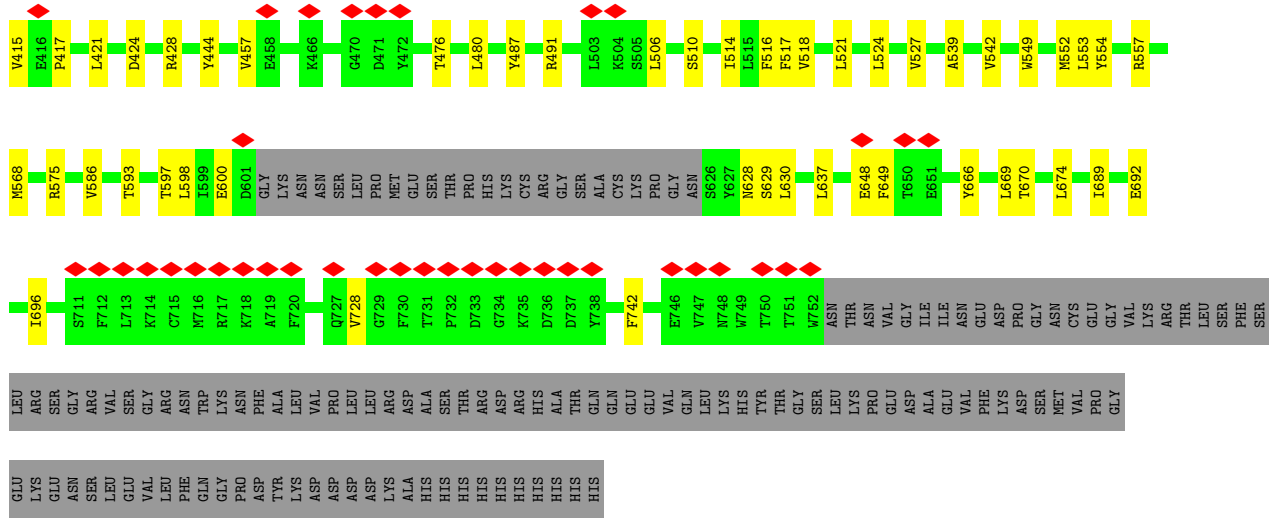 V415 E416 P417 L421 D424 R428 Y444 V457 E458 K466 G470 D471 Y472 T476 L480 Y487 R491 L503 K504 S505 L506 S510 I514 L515 F516 F517 V518 L521 L524 V527 A539 V542 W549 M552 L553 Y554 R557
M568 R575 V586 T593 T597 L598 I599 E600 D601 GLY LYS ASN ASN SER LEU PRO MET GLU SER THR PRO HIS LYS CYS ARG GLY SER ALA CYS LYS PRO GLY ASN S626 Y627 N628 S629 L630 L637 E648 F649 T650 E651 Y666 L669 T670 L674 I689 E692
I696 S711 F712 L713 K714 C715 M716 R717 K718 A719 F720 Q727 V728 G729 F730 T731 P732 D733 G734 K735 D736 D737 Y738 F742 E746 V747 N748 W749 T750 T751 W752 ASN THR ASN VAL GLY ILE ILE ASN GLU ASP PRO GLY ASN CYS GLU GLY VAL LYS ARG THR LEU SER PHE SER
LEU ARG SER GLY ARG VAL SER GLY ARG ASN TRP LYS ASN PHE ALA LEU VAL PRO LEU LEU ARG ASP ALA SER THR ARG ASP ARG HIS ALA THR GLN GLN GLU GLU VAL GLN LEU LYS HIS TYR THR GLY SER LEU LYS PRO GLU ASP ALA GLU VAL PHE LYS ASP SER MET VAL PRO GLY
GLU LYS GLU ASN SER LEU GLU VAL LEU PHE GLN GLY PRO ASP TYR LYS ASP ASP ASP ASP LYS ALA HIS HIS HIS HIS HIS HIS HIS HIS HIS HIS